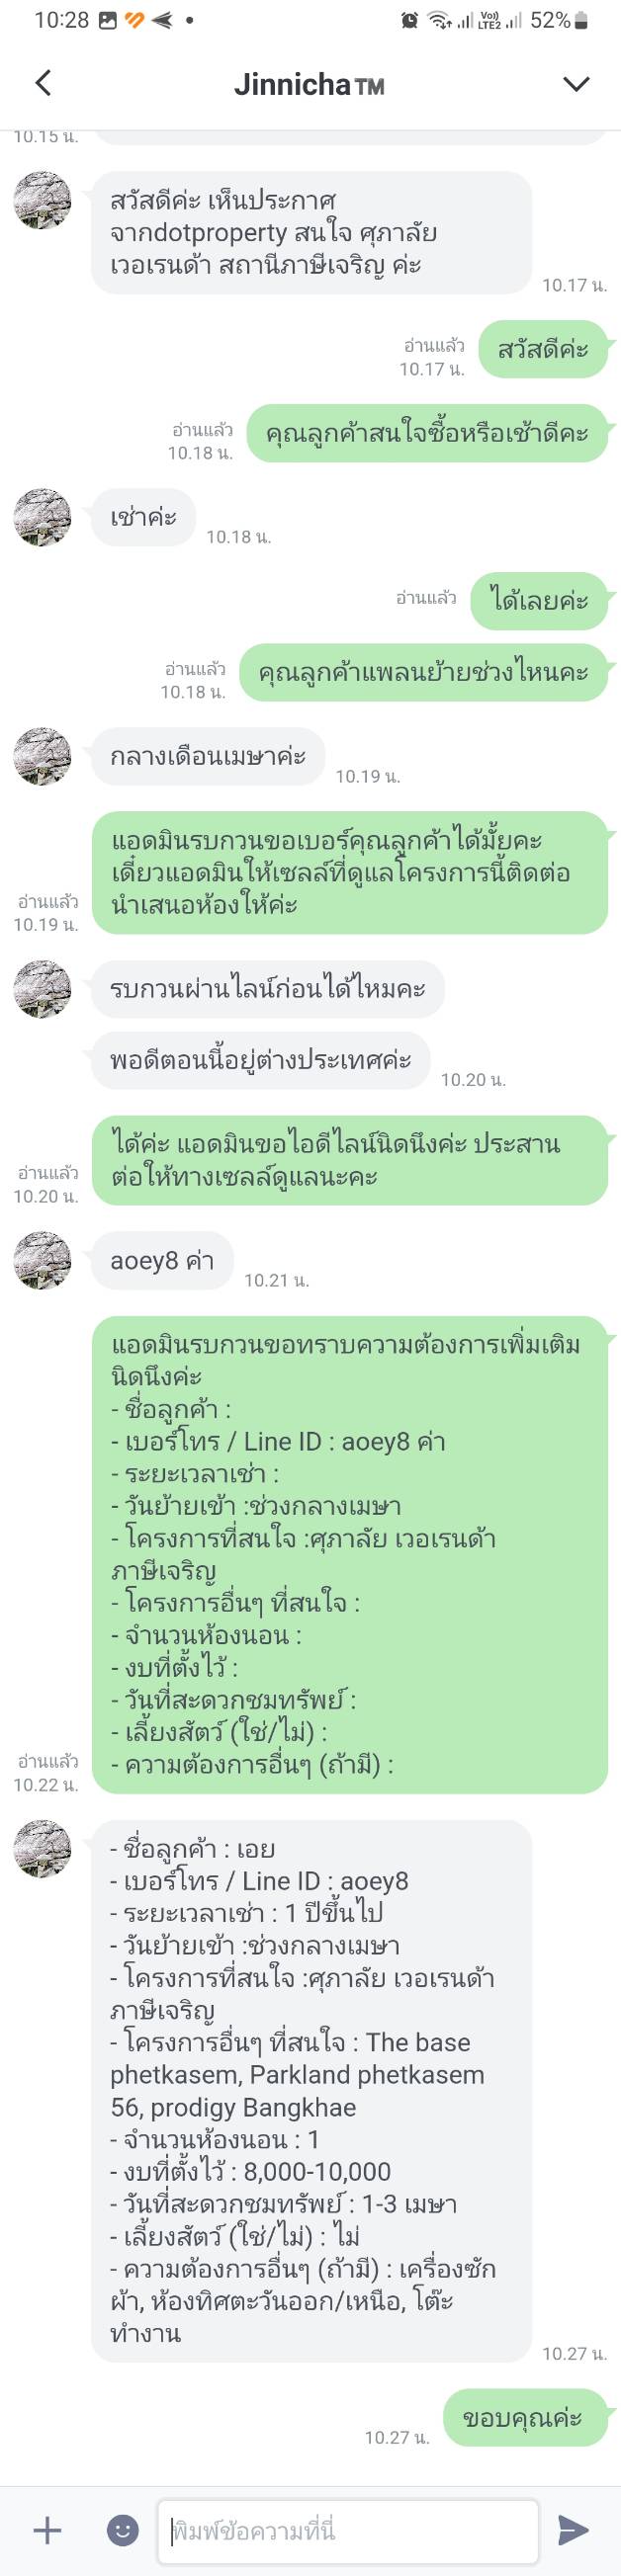 10:28
Vo))
LTE2
52%
Jinnicha™
10.15 น.
สวัสดีค่ะ เห็นประกาศ
จากdotproperty สนใจ ศุภาลัย
เวอเรนด้า สถานีภาษีเจริญ ค่ะ
10.17 น.
อ่านแล้ว
10.17 น.
สวัสดีค่ะ
อ่านแล้ว
10.18 น.
คุณลูกค้าสนใจซื้อหรือเช้าดีคะ
เช่าค่ะ
10.18 น.
อ่านแล้ว
ได้เลยค่ะ
อ่านแล้ว
10.18 น.
คุณลูกค้าแพลนย้ายช่วงไหนคะ
กลางเดือนเมษาค่ะ
10.19 น.
แอดมินรบกวนขอเบอร์คุณลูกค้าได้มั้ยคะ
เดี๋ยวแอดมินให้เซลล์ที่ดูแลโครงการนี้ติดต่อ
นำเสนอห้องให้ค่ะ
อ่านแล้ว
10.19 น.
รบกวนผ่านไลน์ก่อนได้ไหมคะ
พอดีตอนนี้อยู่ต่างประเทศค่ะ
10.20 น.
ได้ค่ะ แอดมินขอไอดีไลน์นิดนึงค่ะ ประสาน
ต่อให้ทางเซลล์ดูแลนะคะ
อ่านแล้ว
10.20 น.
aoey8 ค่า
10.21 น.
แอดมินรบกวนขอทราบความต้องการเพิ่มเติม
นิดนึงค่ะ
- ชื่อลูกค้า :
- เบอร์โทร / Line ID : aoey8 ค่า
- ระยะเวลาเช่า :
- วันย้ายเข้า :ช่วงกลางเมษา
- โครงการที่สนใจ :ศุภาลัย เวอเรนด้า
ภาษีเจริญ
- โครงการอื่นๆ ที่สนใจ :
- จำนวนห้องนอน :
- งบที่ตั้งไว้ :
- วันที่สะดวกชมทรัพย์ :
- เลี้ยงสัตว์ (ใช่/ไม่) :
- ความต้องการอื่นๆ (ถ้ามี) :
อ่านแล้ว
10.22 น.
- ชื่อลูกค้า : เอย
- เบอร์โทร / Line ID : aoey8
- ระยะเวลาเช่า : 1 ปีขึ้นไป
- วันย้ายเข้า :ช่วงกลางเมษา
- โครงการที่สนใจ :ศุภาลัย เวอเรนด้า
ภาษีเจริญ
- โครงการอื่นๆ ที่สนใจ : The base
phetkasem, Parkland phetkasem
56, prodigy Bangkhae
- จำนวนห้องนอน : 1
- งบที่ตั้งไว้ : 8,000-10,000
- วันที่สะดวกชมทรัพย์ : 1-3 เมษา
- เลี้ยงสัตว์ (ใช่/ไม่) : ไม่
- ความต้องการอื่นๆ (ถ้ามี) : เครื่องซัก
ผ้า, ห้องทิศตะวันออก/เหนือ, โต๊ะ
ทำงาน
10.27 น.
10.27 น.
ขอบคุณค่ะ
พิมพ์ข้อความที่นี่